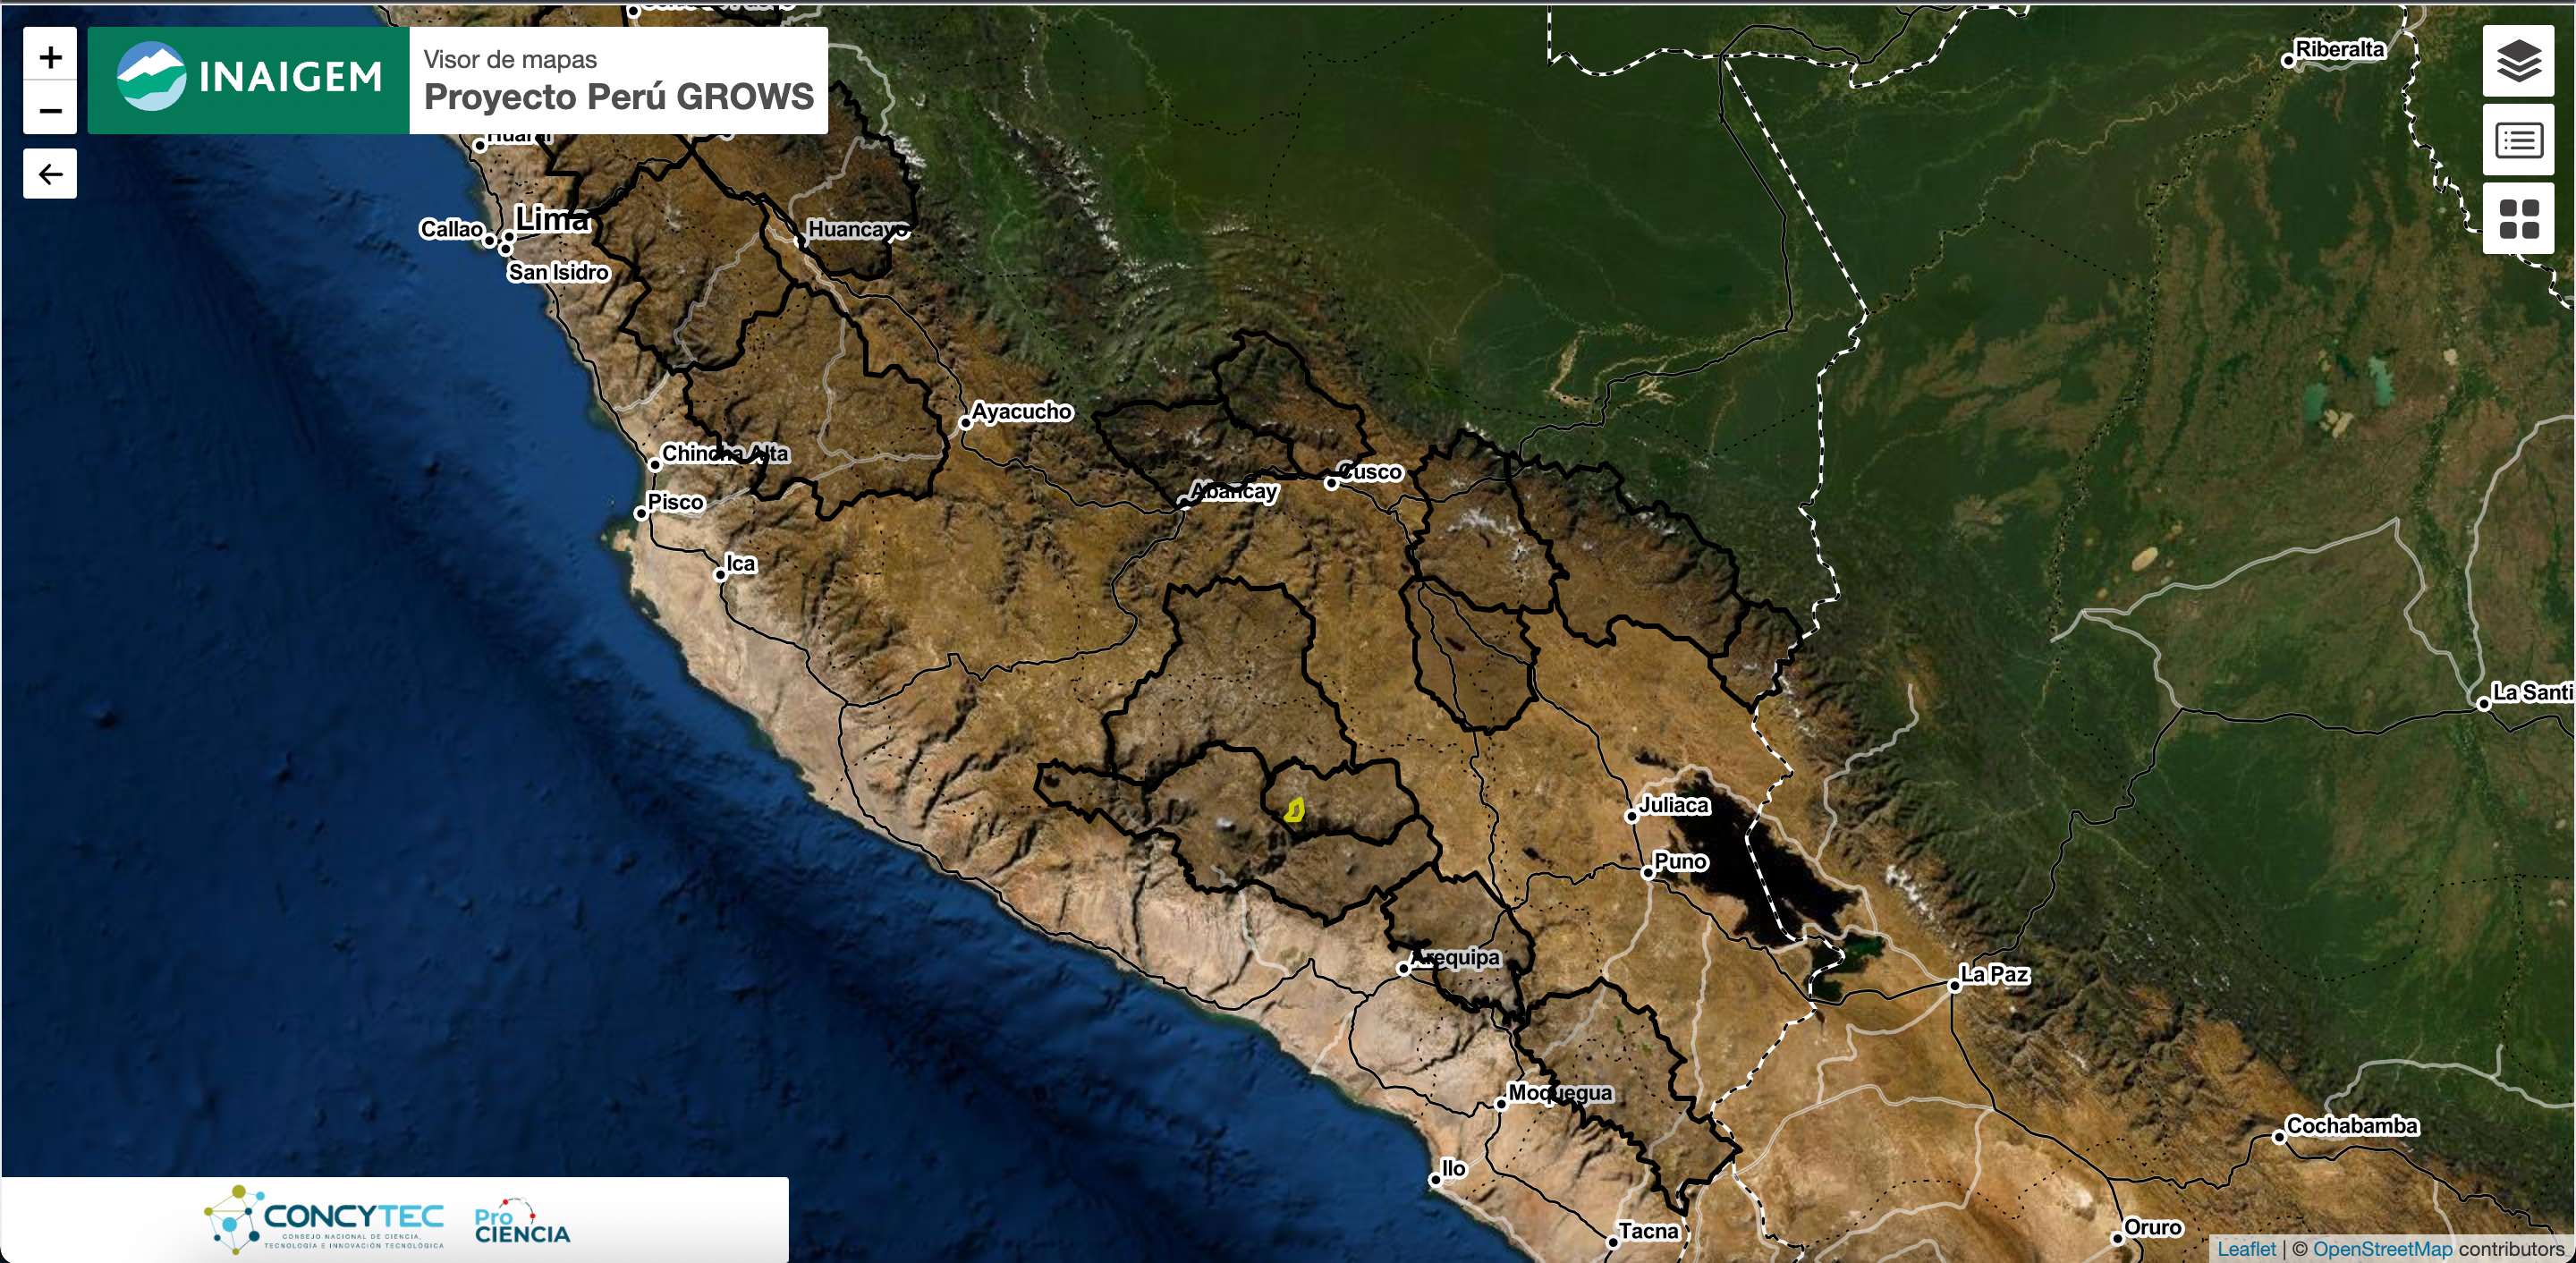 +
INAIGEM
Visor de mapas
Proyecto Perú GROWS
−
Riberalta
Lima
Callao
San Isidro
Huancayo
Ayacucho
Chincha Alta
Cusco
Abancay
Pisco
Ica
La Santi
Juliaca
Puno
Arequipa
La Paz
Moquegua
Cochabamba
Ilo
Tacna
Oruro
CONCYTEC
CONSEJO NACIONAL DE CIENCIA,
TECNOLOGÍA E INNOVACIÓN TECNOLÓGICA
Pro
CIENCIA
Leaflet | © OpenStreetMap contributors